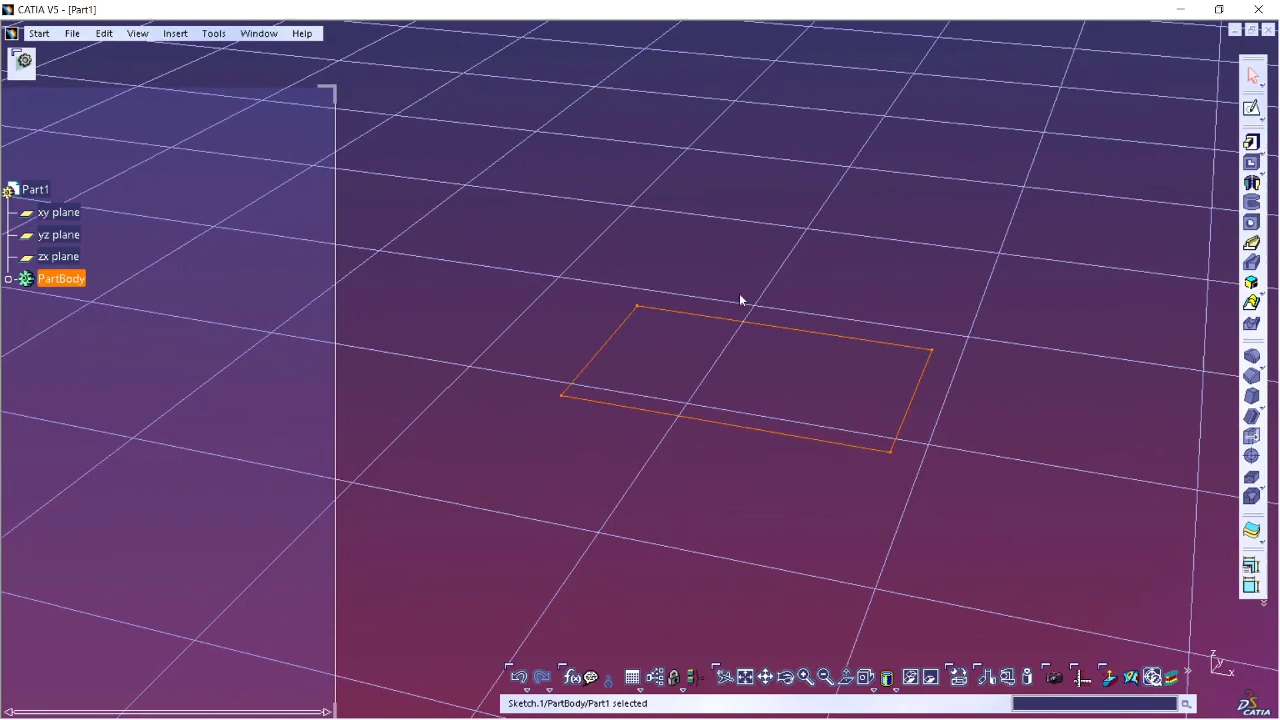 CATIA V5 - [Part1]
Start File Edit View Insert Tools Window Help
Part1
xy plane
yz plane
zx plane
PartBody
f(x)
z
y
x
Sketch.1/PartBody/Part1 selected
CATIA